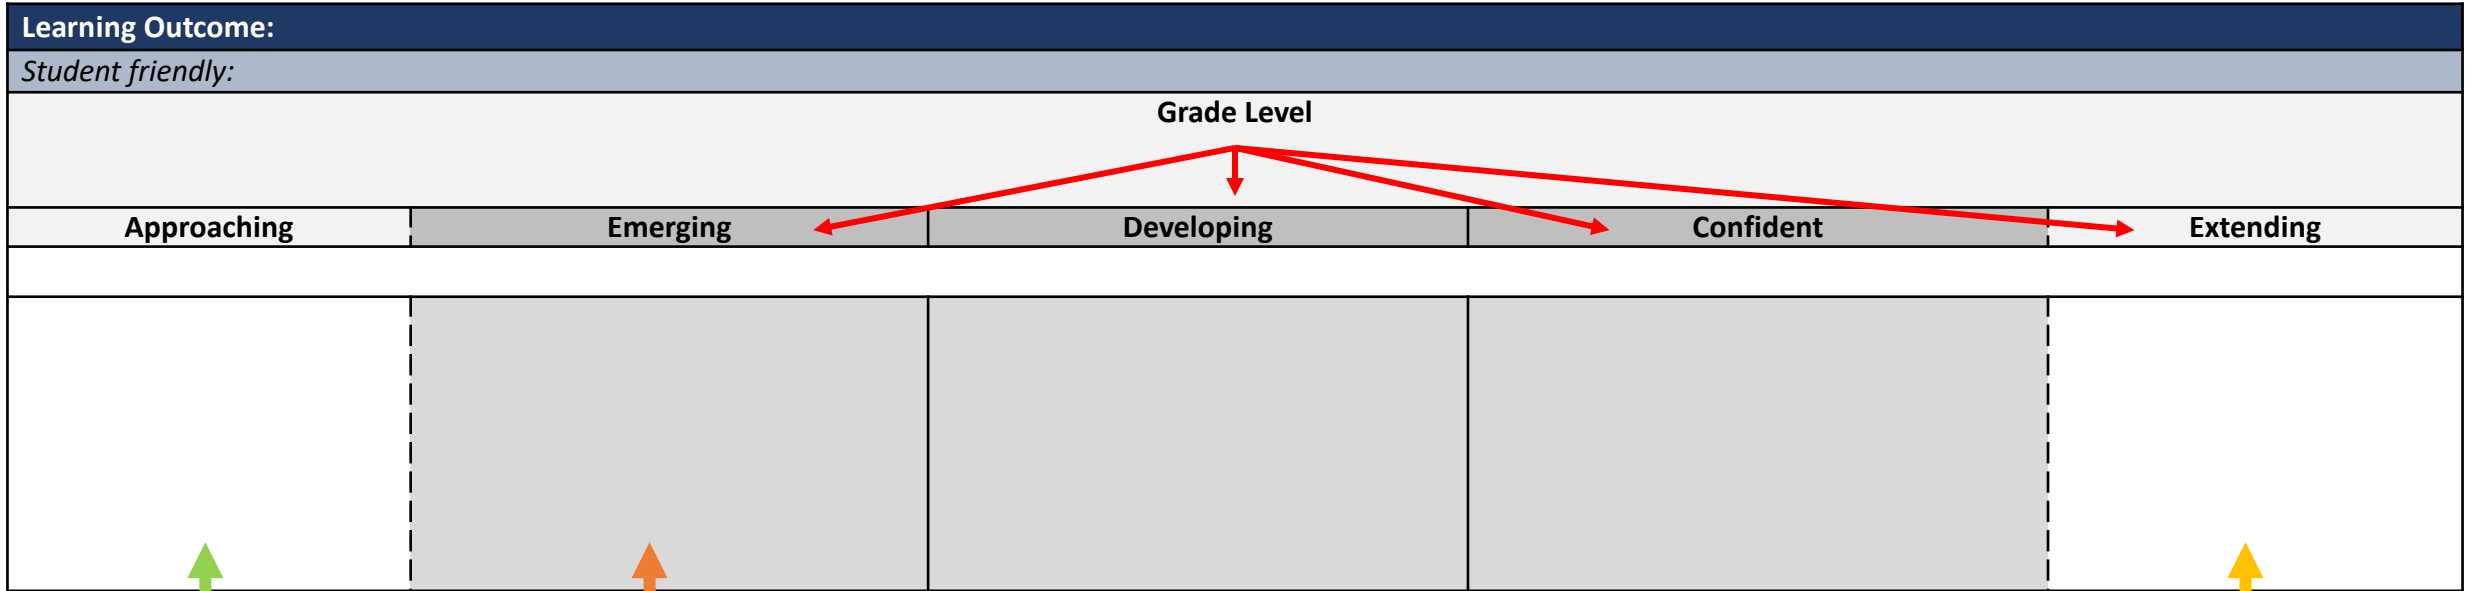 Learning Outcome:
Student friendly:
Grade Level
Approaching Emerging Developing Confident Extending